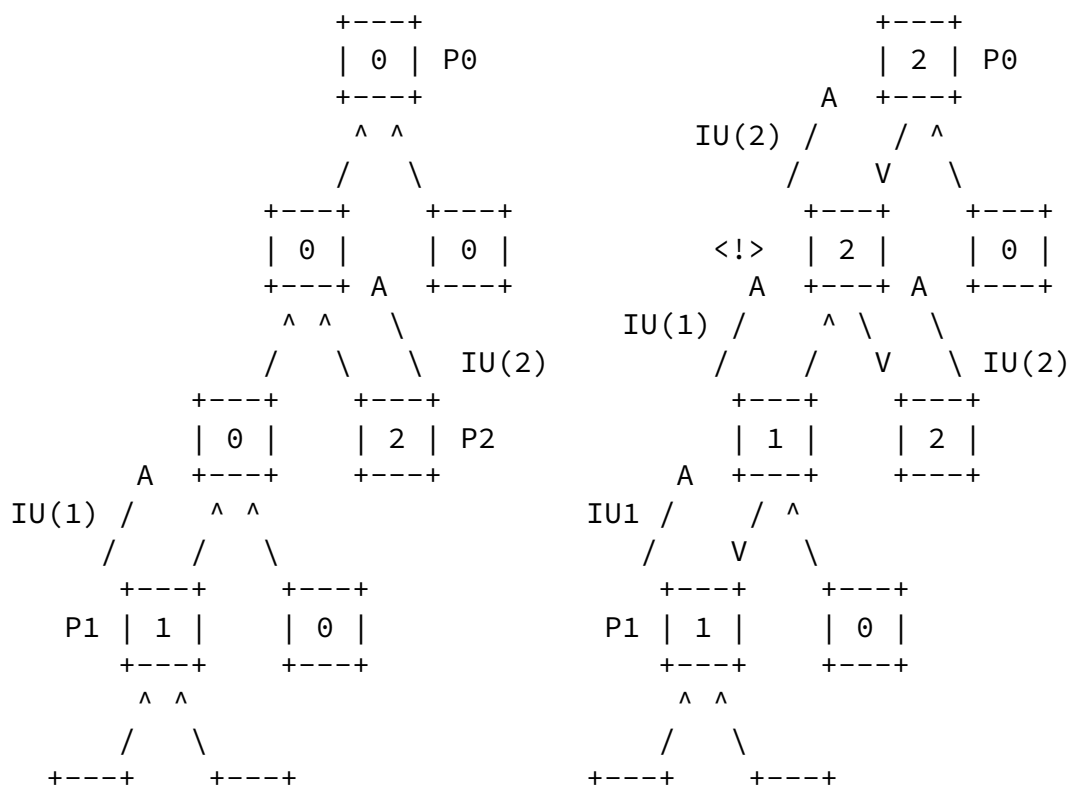 +---+ +---+
| 0 | P0 | 2 | P0
+---+ A +---+
^ ^ IU(2) / / ^
/ \ / V \
+---+ +---+ +---+ +---+
| 0 | | 0 | <!> | 2 | | 0 |
+---+ A +---+ A +---+ A +---+
^ ^ \ IU(1) / ^ \ \
/ \ \ IU(2) / / V \ IU(2)
+---+ +---+ +---+ +---+
| 0 | | 2 | P2 | 1 | | 2 |
A +---+ +---+ A +---+ +---+
IU(1) / ^ ^ IU1 / / ^
/ / \ / V \
+---+ +---+ +---+ +---+
P1 | 1 | | 0 | P1 | 1 | | 0 |
+---+ +---+ +---+ +---+
^ ^ ^ ^
/ \ / \
+---+ +---+ +---+ +---+